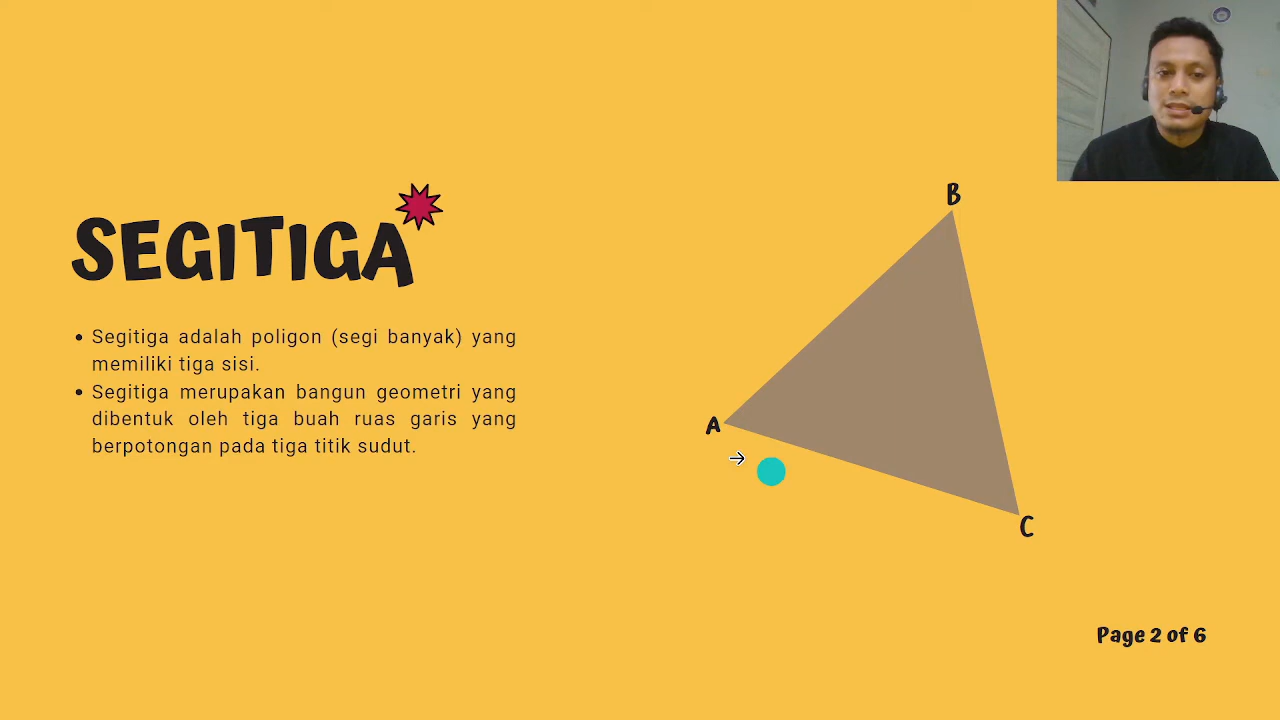 SEGITIGA
• Segitiga adalah poligon (segi banyak) yang
memiliki tiga sisi.
• Segitiga merupakan bangun geometri yang
dibentuk oleh tiga buah ruas garis yang
berpotongan pada tiga titik sudut.
B
A
C
Page 2 of 6